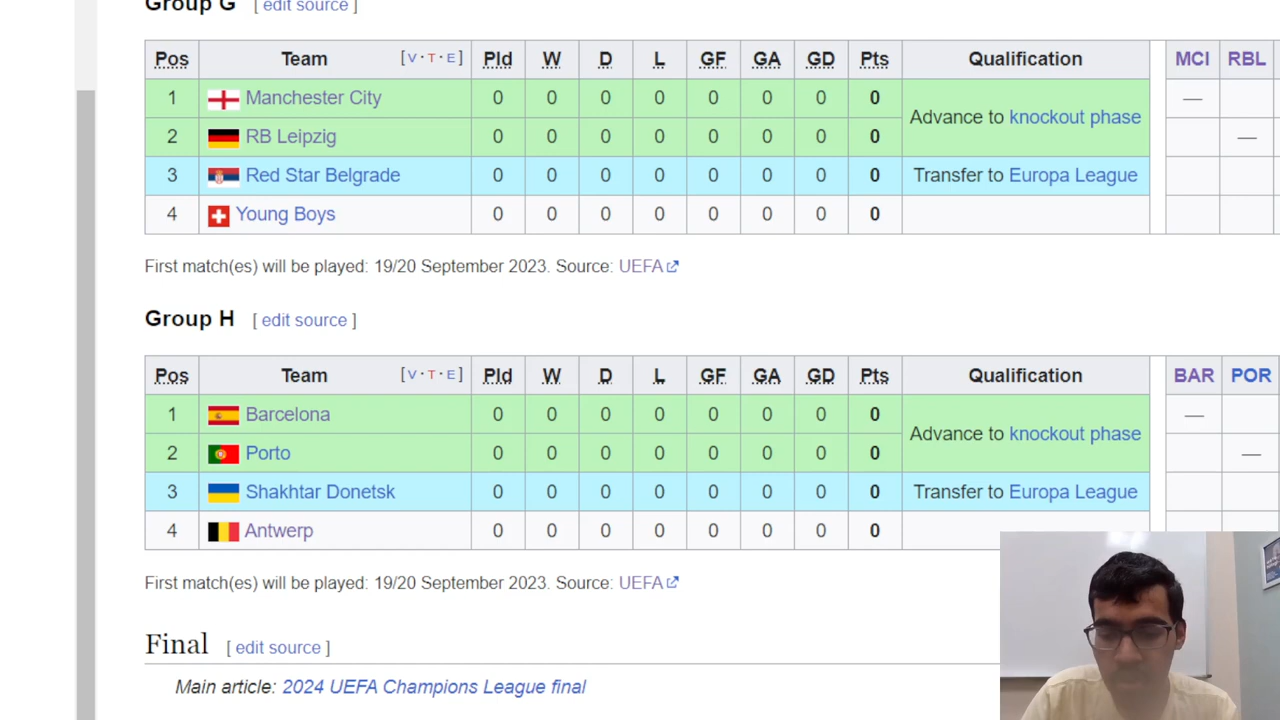 Group G [ edit source ]
Pos Team [V·T·E] Pld W D L GF GA GD Pts Qualification MCI RBL
1 Manchester City 0 0 0 0 0 0 0 0 Advance to knockout phase —
2 RB Leipzig 0 0 0 0 0 0 0 0 —
3 Red Star Belgrade 0 0 0 0 0 0 0 0 Transfer to Europa League
4 Young Boys 0 0 0 0 0 0 0 0
First match(es) will be played: 19/20 September 2023. Source: UEFA
Group H [ edit source ]
Pos Team [V·T·E] Pld W D L GF GA GD Pts Qualification BAR POR
1 Barcelona 0 0 0 0 0 0 0 0 Advance to knockout phase —
2 Porto 0 0 0 0 0 0 0 0 —
3 Shakhtar Donetsk 0 0 0 0 0 0 0 0 Transfer to Europa League
4 Antwerp 0 0 0 0 0 0 0 0
First match(es) will be played: 19/20 September 2023. Source: UEFA
Final [ edit source ]
Main article: 2024 UEFA Champions League final